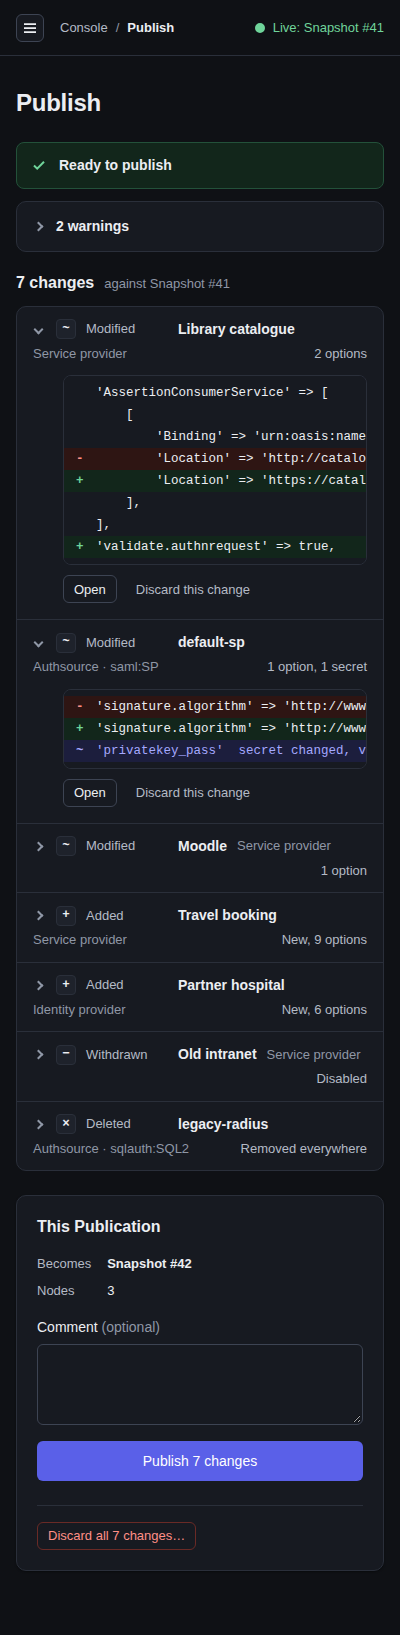 Console / Publish Live: Snapshot #41
Publish
Ready to publish
2 warnings
7 changes against Snapshot #41
~ Modified Library catalogue
Service provider 2 options
'AssertionConsumerService' => [
[
'Binding' => 'urn:oasis:name
- 'Location' => 'http://catalo
+ 'Location' => 'https://catal
],
],
+ 'validate.authnrequest' => true,
Open Discard this change
~ Modified default-sp
Authsource · saml:SP 1 option, 1 secret
- 'signature.algorithm' => 'http://www
+ 'signature.algorithm' => 'http://www
~ 'privatekey_pass' secret changed, v
Open Discard this change
~ Modified Moodle Service provider
1 option
+ Added Travel booking
Service provider New, 9 options
+ Added Partner hospital
Identity provider New, 6 options
− Withdrawn Old intranet Service provider
Disabled
× Deleted legacy-radius
Authsource · sqlauth:SQL2 Removed everywhere
This Publication
Becomes Snapshot #42
Nodes 3
Comment (optional)
Publish 7 changes
Discard all 7 changes…